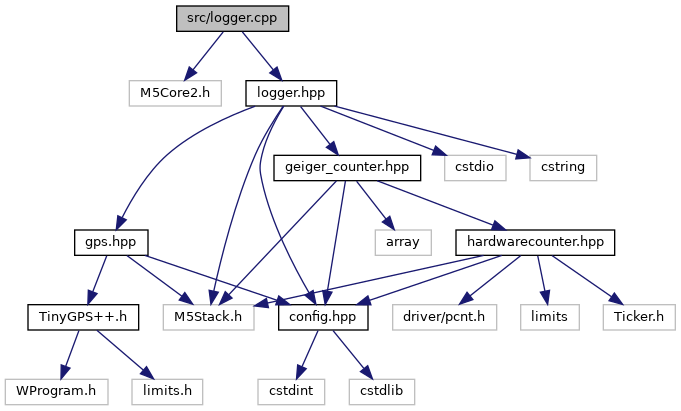 src/logger.cpp
M5Core2.h
logger.hpp
geiger_counter.hpp
cstdio
cstring
gps.hpp
array
hardwarecounter.hpp
TinyGPS++.h
M5Stack.h
config.hpp
driver/pcnt.h
limits
Ticker.h
WProgram.h
limits.h
cstdint
cstdlib